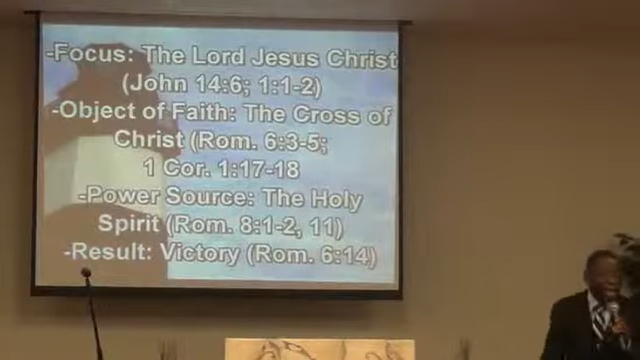 -Focus: The Lord Jesus Christ
(John 14:6; 1:1-2)
-Object of Faith: The Cross of
Christ (Rom. 6:3-5;
1 Cor. 1:17-18
-Power Source: The Holy
Spirit (Rom. 8:1-2, 11)
-Result: Victory (Rom. 6:14)